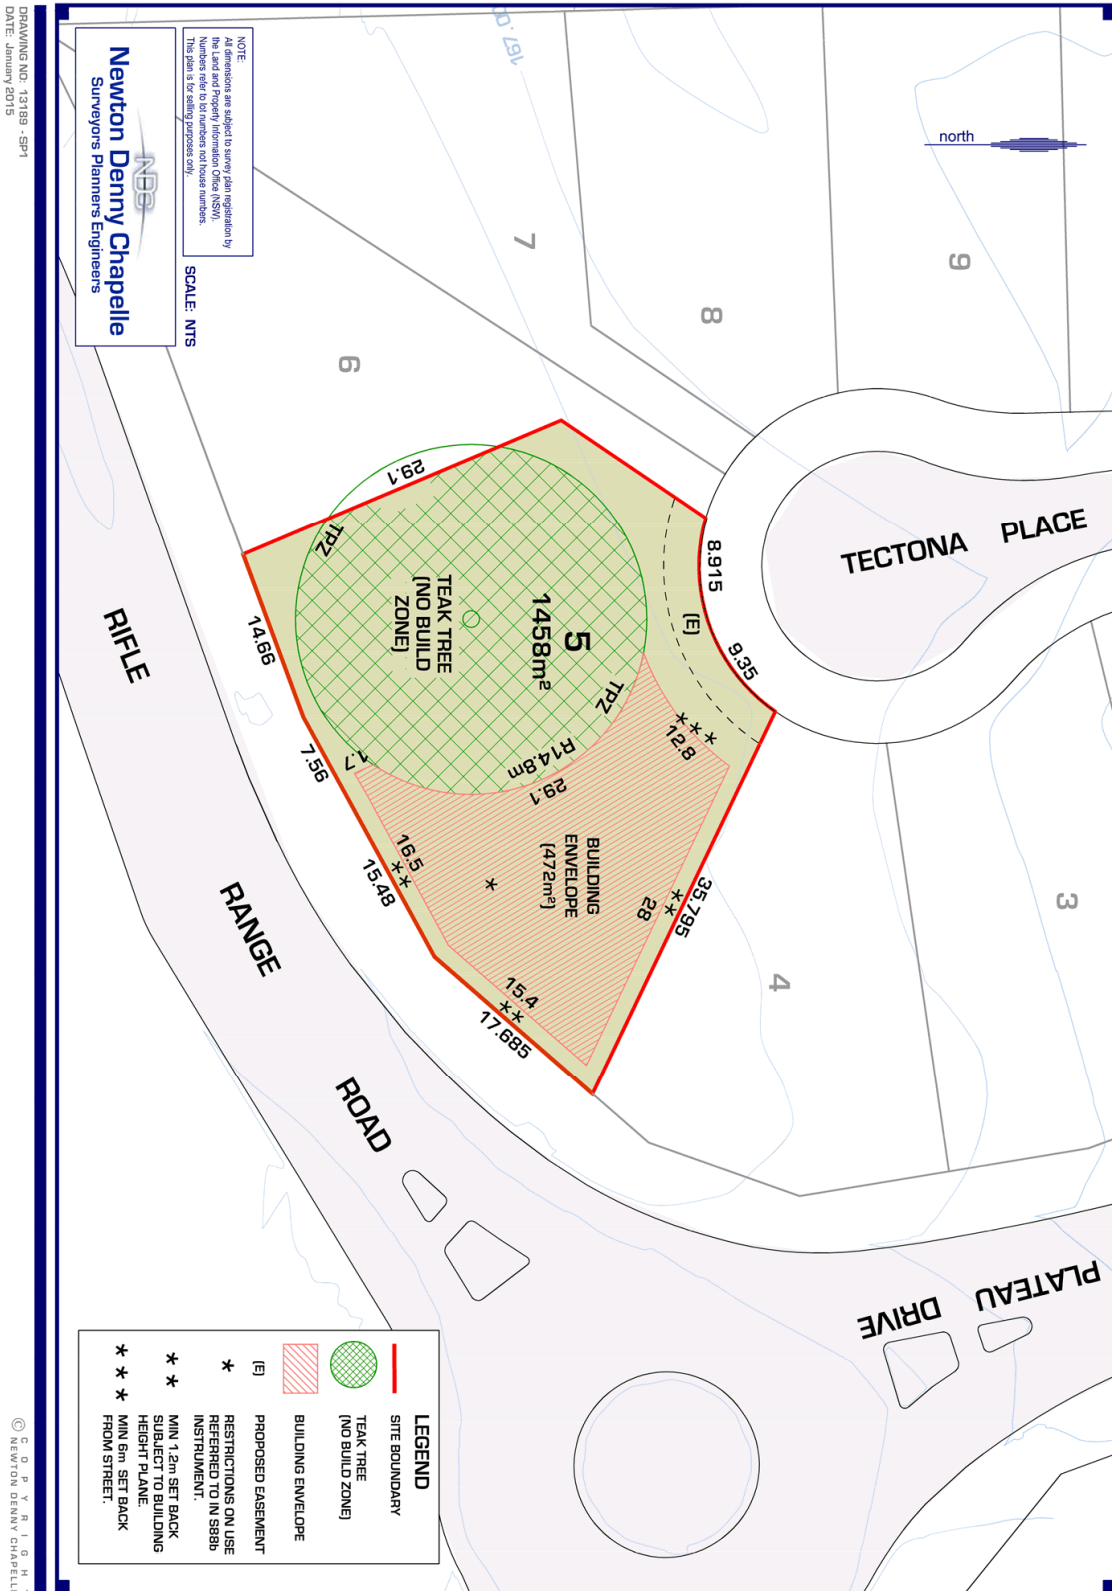 DRAWING NO: 13189 - SP1
DATE: January 2015
Newton Denny Chapelle
Surveyors Planners Engineers
NDC
NOTE:
All dimensions are subject to survey plan registration by
the Land and Property Information Office (NSW).
Numbers refer to lot numbers not house numbers.
This plan is for selling purposes only.
SCALE: NTS
167.00
north
7
8
9
6
TECTONA PLACE
8.915
(E)
9.35
29.1
TPZ
TEAK TREE
(NO BUILD
ZONE)
5
1458m²
TPZ
R14.8m
29.1
1.7
14.66
7.56
15.48
16.5
**
***
12.8
BUILDING
ENVELOPE
(472m²)
*
28
**
35.795
15.4
**
17.685
4
3
RIFLE
RANGE
ROAD
PLATEAU
DRIVE
LEGEND
SITE BOUNDARY
TEAK TREE
(NO BUILD ZONE)
BUILDING ENVELOPE
(E) PROPOSED EASEMENT
* RESTRICTIONS ON USE
REFERRED TO IN S88b
INSTRUMENT.
** MIN 1.2m SET BACK
SUBJECT TO BUILDING
HEIGHT PLANE.
*** MIN 6m SET BACK
FROM STREET.
© COPYRIGHT
NEWTON DENNY CHAPELL